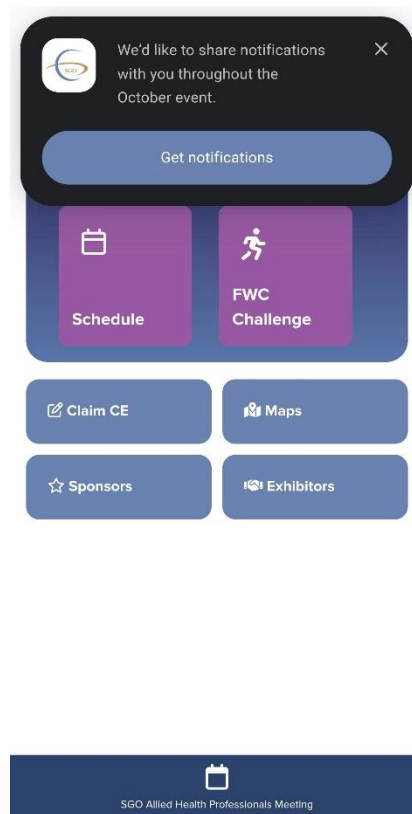 SGO
We'd like to share notifications
with you throughout the
October event.
Get notifications
Schedule
FWC
Challenge
Claim CE
Maps
Sponsors
Exhibitors
SGO Allied Health Professionals Meeting